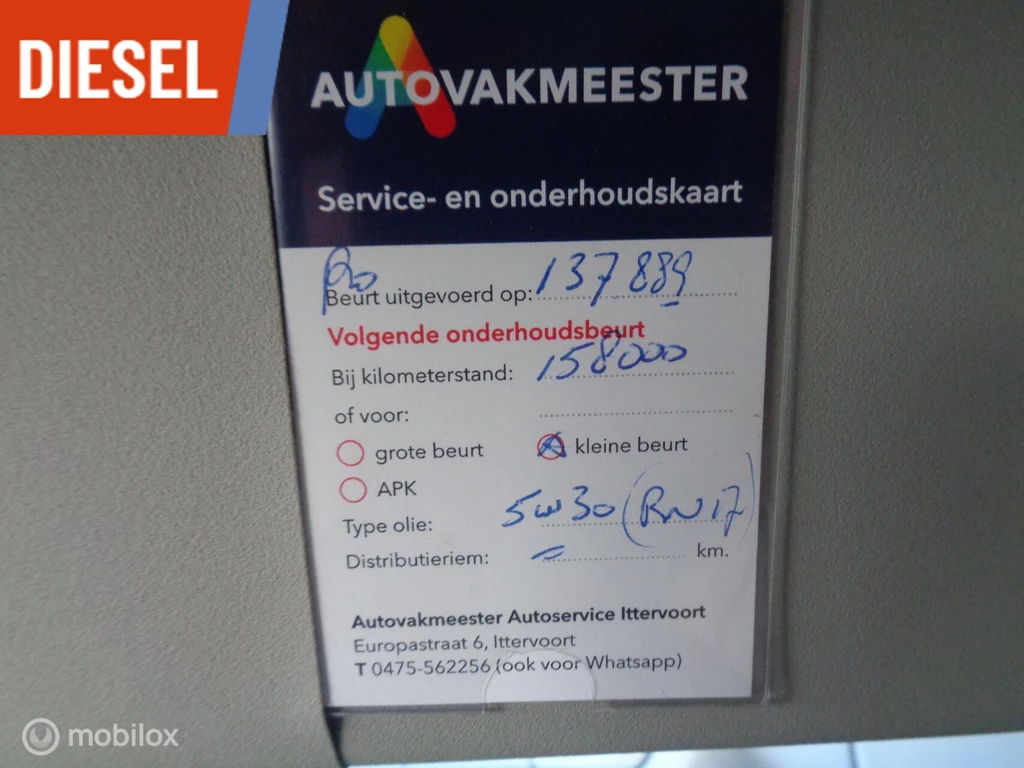 DIESEL
AUTOVAKMEESTER
Service- en onderhoudskaart
Beurt uitgevoerd op: 137889
Volgende onderhoudsbeurt
Bij kilometerstand: 158000
of voor:
grote beurt kleine beurt
APK
Type olie: 5w30 (RN17)
Distributieriem: = km.
Autovakmeester Autoservice Ittervoort
Europastraat 6, Ittervoort
T 0475-562256 (ook voor Whatsapp)
mobilox